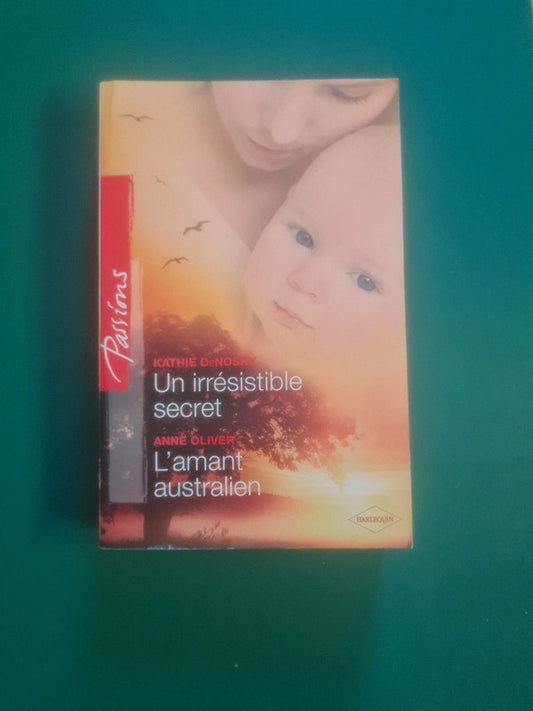 Passions
KATHIE DeNOSKY
Un irrésistible
secret
ANNE OLIVER
L'amant
australien
HARLEQUIN